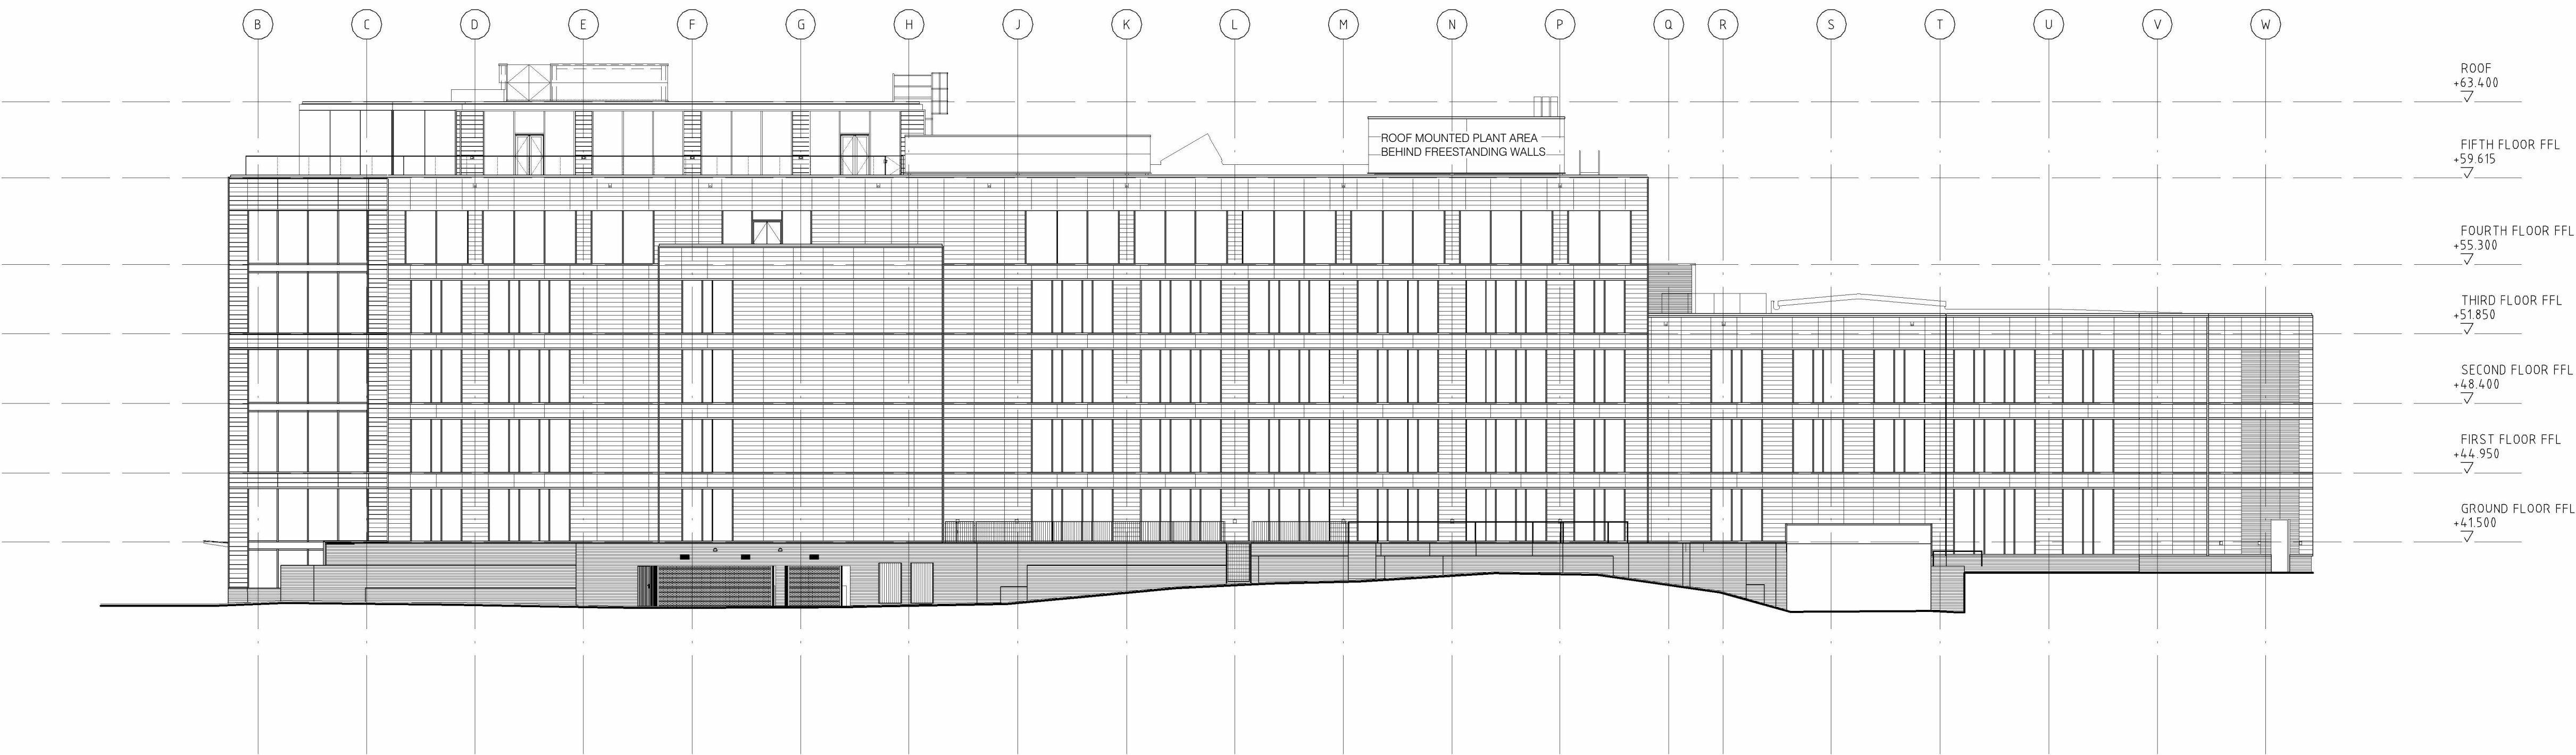 B C D E F G H J K L M N P Q R S T U V W
ROOF
+63.400
ROOF MOUNTED PLANT AREA
BEHIND FREESTANDING WALLS
FIFTH FLOOR FFL
+59.615
FOURTH FLOOR FFL
+55.300
THIRD FLOOR FFL
+51.850
SECOND FLOOR FFL
+48.400
FIRST FLOOR FFL
+44.950
GROUND FLOOR FFL
+41.500